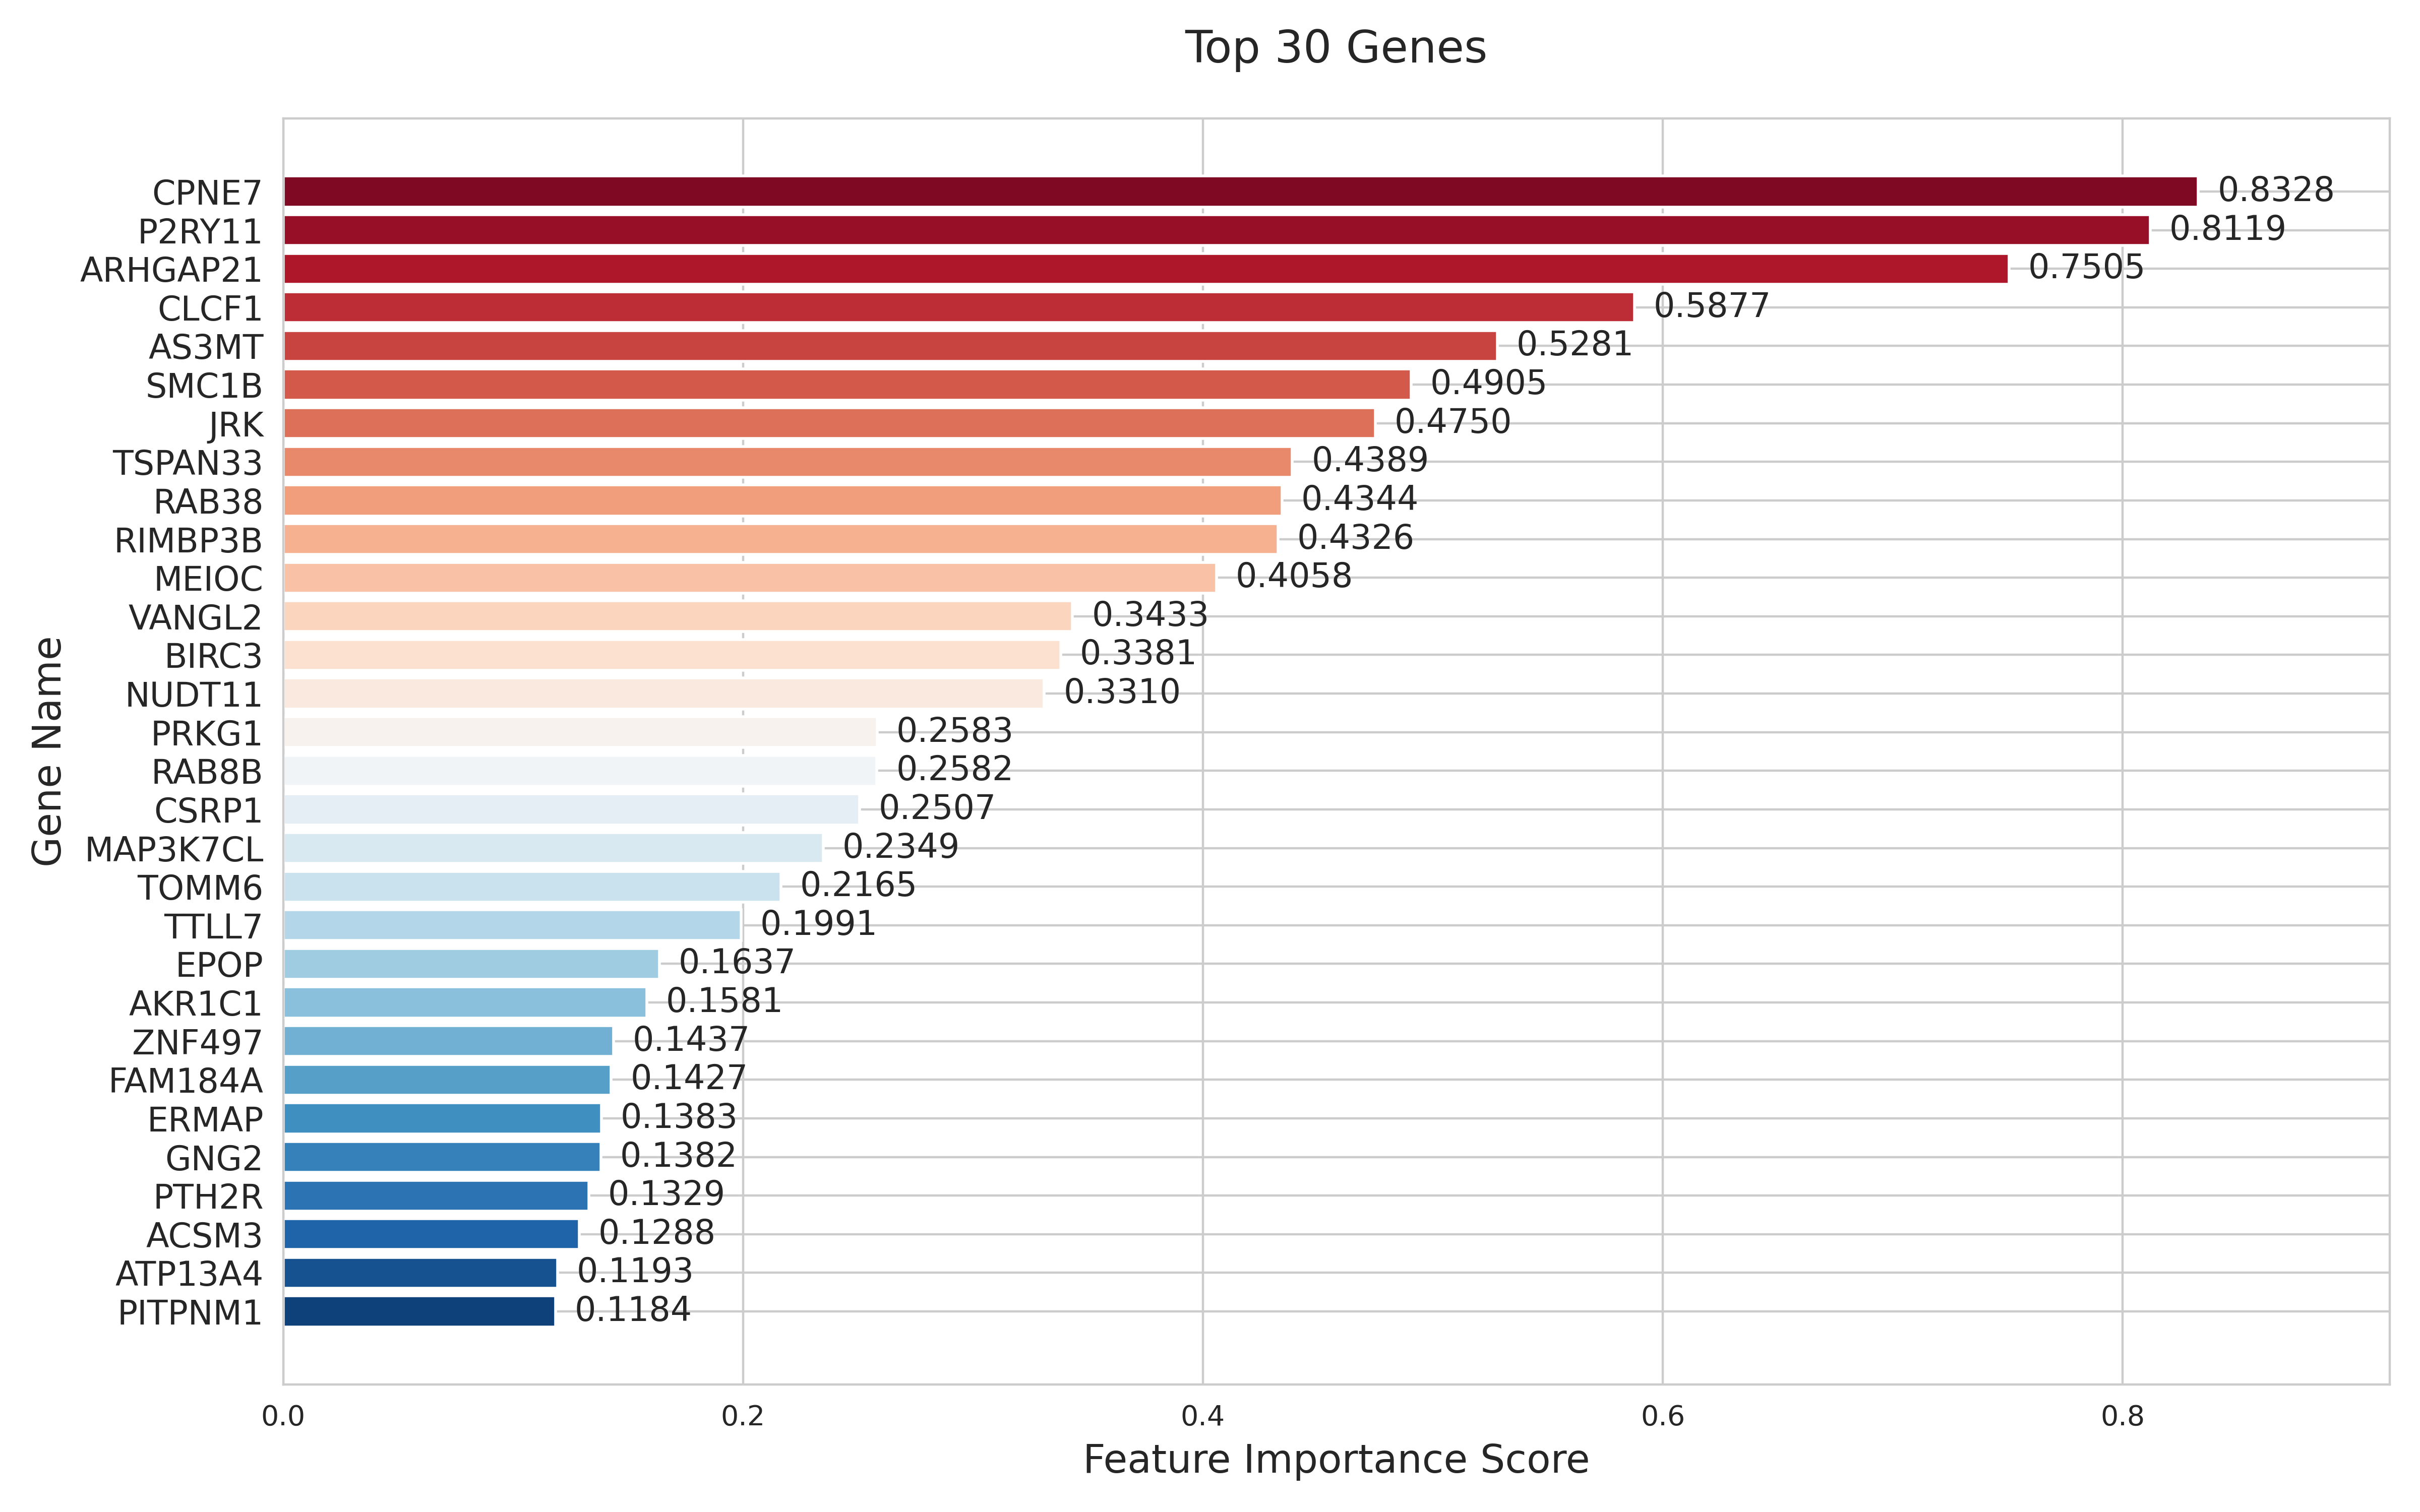 Top 30 Genes
CPNE7 0.8328
P2RY11 0.8119
ARHGAP21 0.7505
CLCF1 0.5877
AS3MT 0.5281
SMC1B 0.4905
JRK 0.4750
TSPAN33 0.4389
RAB38 0.4344
RIMBP3B 0.4326
MEIOC 0.4058
VANGL2 0.3433
BIRC3 0.3381
NUDT11 0.3310
PRKG1 0.2583
RAB8B 0.2582
CSRP1 0.2507
MAP3K7CL 0.2349
TOMM6 0.2165
TTLL7 0.1991
EPOP 0.1637
AKR1C1 0.1581
ZNF497 0.1437
FAM184A 0.1427
ERMAP 0.1383
GNG2 0.1382
PTH2R 0.1329
ACSM3 0.1288
ATP13A4 0.1193
PITPNM1 0.1184
Gene Name
0.0 0.2 0.4 0.6 0.8
Feature Importance Score